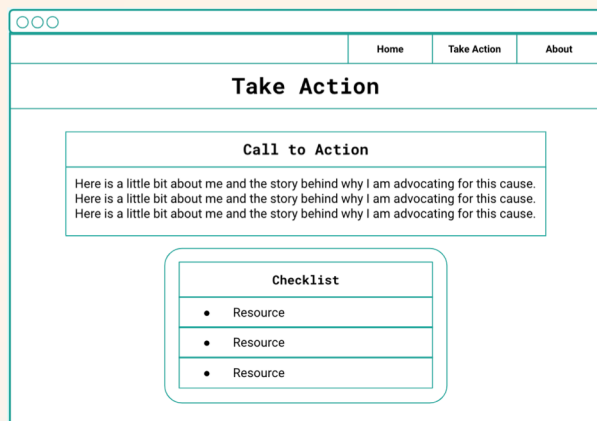 Home
Take Action
About
Take Action
Call to Action
Here is a little bit about me and the story behind why I am advocating for this cause.
Here is a little bit about me and the story behind why I am advocating for this cause.
Here is a little bit about me and the story behind why I am advocating for this cause.
Checklist
● Resource
● Resource
● Resource